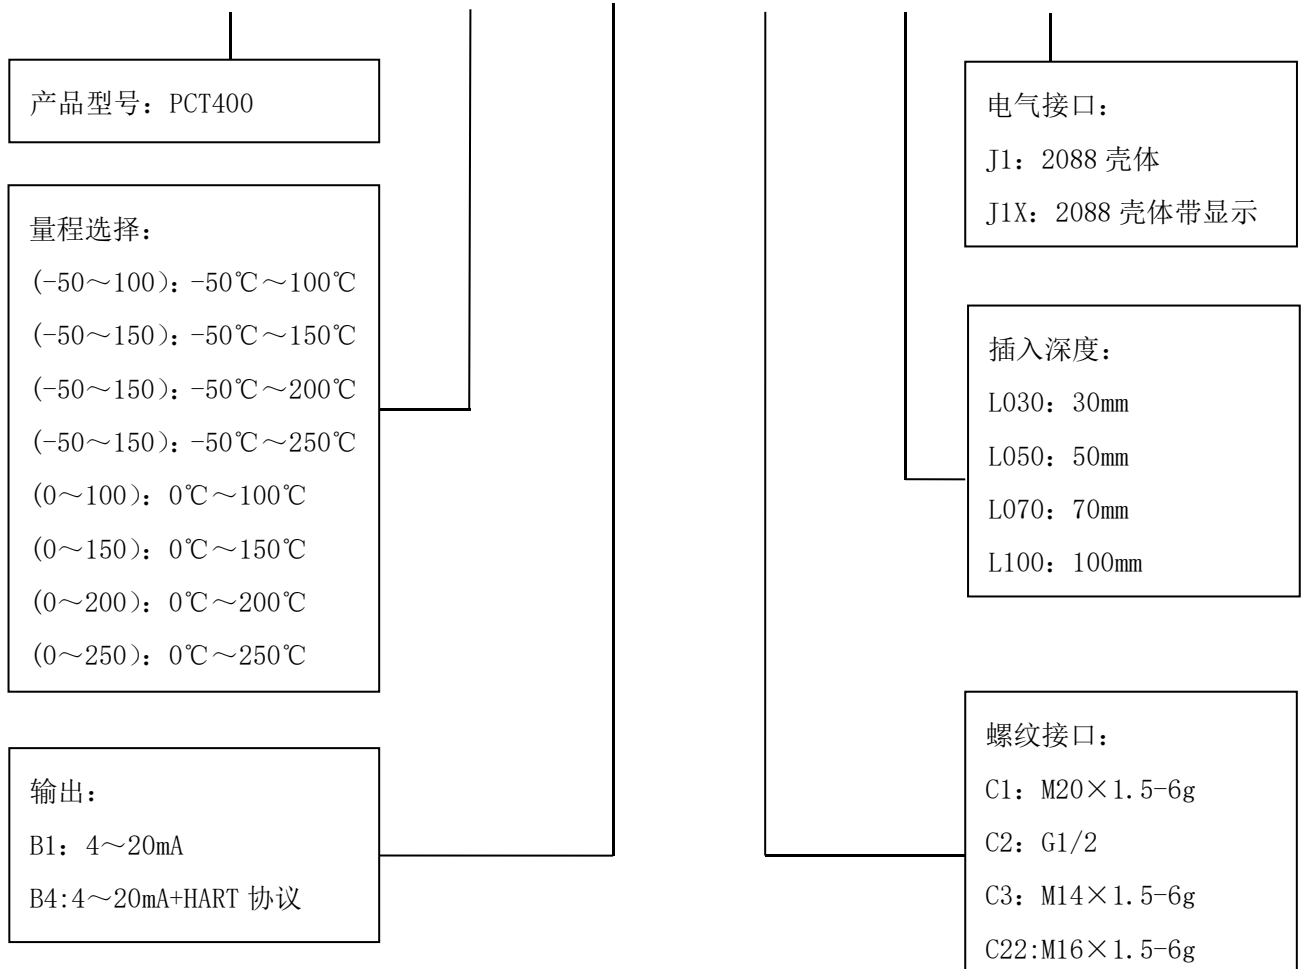 产品型号：PCT400
量程选择：
(-50～100)：-50℃～100℃
(-50～150)：-50℃～150℃
(-50～150)：-50℃～200℃
(-50～150)：-50℃～250℃
(0～100)：0℃～100℃
(0～150)：0℃～150℃
(0～200)：0℃～200℃
(0～250)：0℃～250℃
输出：
B1：4～20mA
B4:4～20mA+HART 协议
电气接口：
J1：2088 壳体
J1X：2088 壳体带显示
插入深度：
L030：30mm
L050：50mm
L070：70mm
L100：100mm
螺纹接口：
C1：M20×1.5-6g
C2：G1/2
C3：M14×1.5-6g
C22:M16×1.5-6g